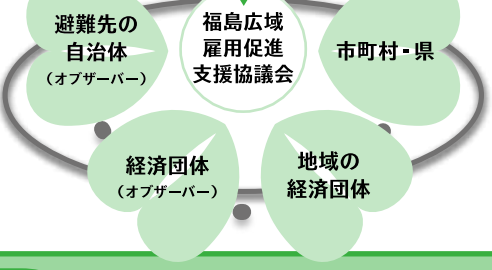 避難先の
自治体
（オブザーバー）
福島広域
雇用促進
支援協議会
市町村・県
経済団体
（オブザーバー）
地域の
経済団体